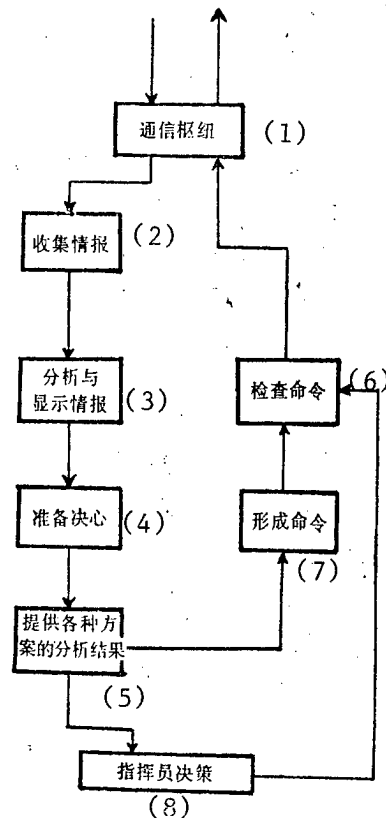 通信枢纽 (1)
收集情报 (2)
分析与
显示情报 (3)
检查命令 (6)
准备决心 (4)
形成命令
(7)
提供各种方
案的分析结果
(5)
指挥员决策
(8)